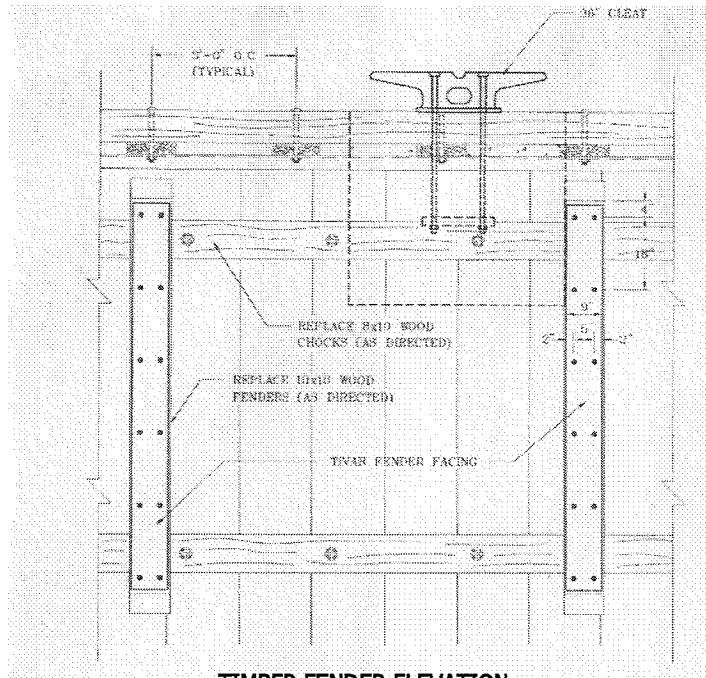 36" CLEAT
5'-0" O C
(TYPICAL)
4"
18"
9"
5"
2" 2"
REPLACE 8x10 WOOD
CHOCKS (AS DIRECTED)
REPLACE 10x10 WOOD
FENDERS (AS DIRECTED)
TIVAR FENDER FACING
TIMBER FENDER ELEVATION